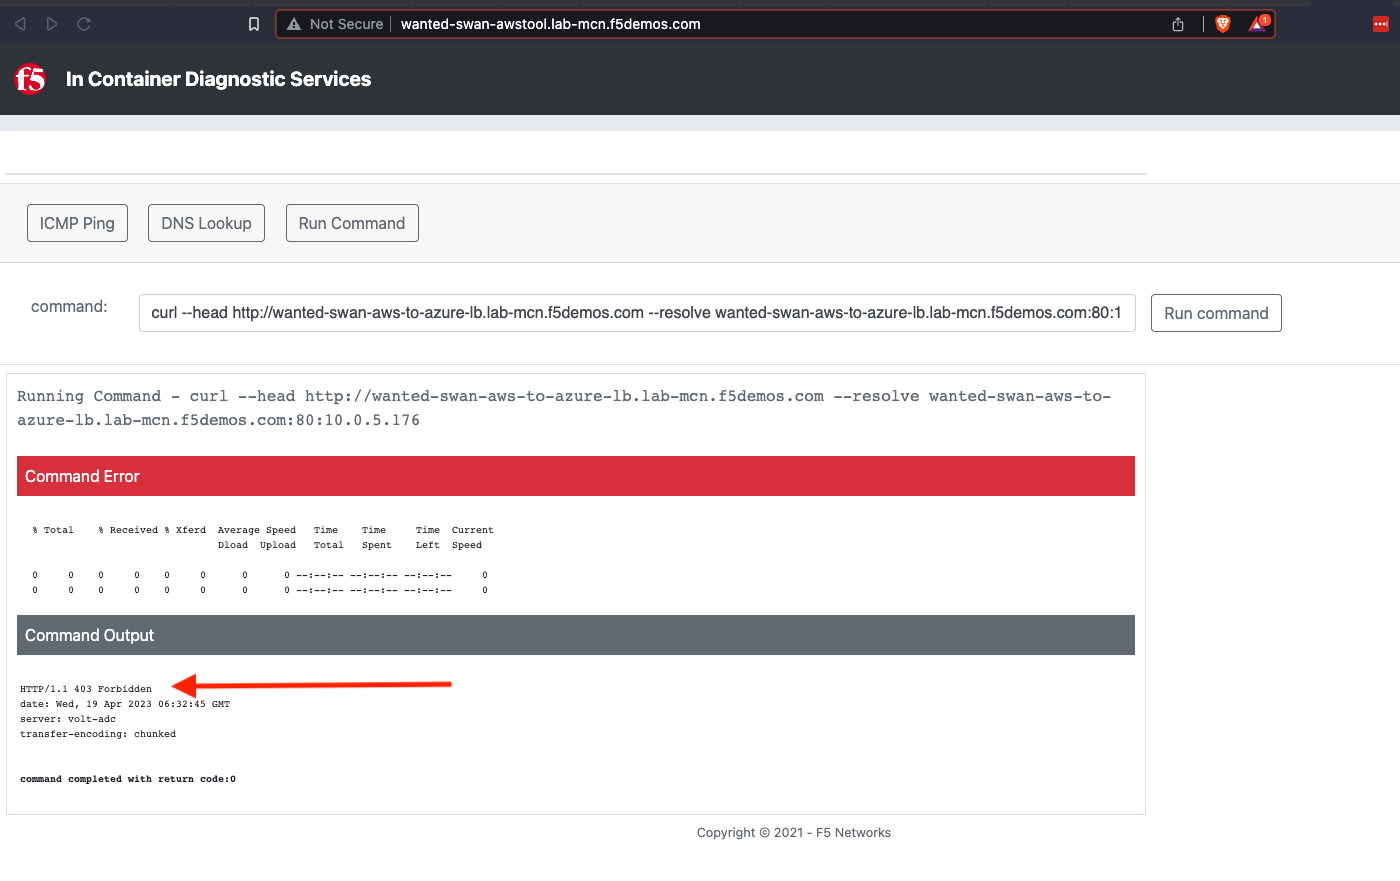 Not Secure wanted-swan-awstool.lab-mcn.f5demos.com 1
f5 In Container Diagnostic Services
ICMP Ping DNS Lookup Run Command
command: curl --head http://wanted-swan-aws-to-azure-lb.lab-mcn.f5demos.com --resolve wanted-swan-aws-to-azure-lb.lab-mcn.f5demos.com:80:1 Run command
Running Command - curl --head http://wanted-swan-aws-to-azure-lb.lab-mcn.f5demos.com --resolve wanted-swan-aws-to-
azure-lb.lab-mcn.f5demos.com:80:10.0.5.176
Command Error
% Total % Received % Xferd Average Speed Time Time Time Current
Dload Upload Total Spent Left Speed
0 0 0 0 0 0 0 0 --:--:-- --:--:-- --:--:-- 0
0 0 0 0 0 0 0 0 --:--:-- --:--:-- --:--:-- 0
Command Output
HTTP/1.1 403 Forbidden
date: Wed, 19 Apr 2023 06:32:45 GMT
server: volt-adc
transfer-encoding: chunked
command completed with return code:0
Copyright © 2021 - F5 Networks